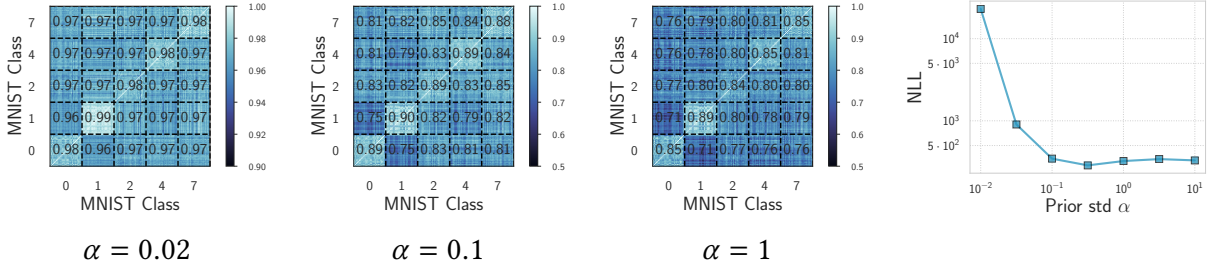 MNIST Class
7 0.97 0.97 0.97 0.97 0.98
4 0.97 0.97 0.97 0.98 0.97
2 0.97 0.97 0.98 0.97 0.97
1 0.96 0.99 0.97 0.97 0.97
0 0.98 0.96 0.97 0.97 0.97
0 1 2 4 7
MNIST Class
1.00
0.98
0.96
0.94
0.92
0.90
α = 0.02
MNIST Class
7 0.81 0.82 0.85 0.84 0.88
4 0.81 0.79 0.83 0.89 0.84
2 0.83 0.82 0.89 0.83 0.85
1 0.75 0.90 0.82 0.79 0.82
0 0.89 0.75 0.83 0.81 0.81
0 1 2 4 7
MNIST Class
1.0
0.9
0.8
0.7
0.6
0.5
α = 0.1
MNIST Class
7 0.76 0.79 0.80 0.81 0.85
4 0.76 0.78 0.80 0.85 0.81
2 0.77 0.80 0.84 0.80 0.80
1 0.71 0.89 0.80 0.78 0.79
0 0.85 0.71 0.77 0.76 0.76
0 1 2 4 7
MNIST Class
1.0
0.9
0.8
0.7
0.6
0.5
α = 1
NLL
10⁴
5 · 10³
10³
5 · 10²
10⁻² 10⁻¹ 10⁰ 10¹
Prior std α